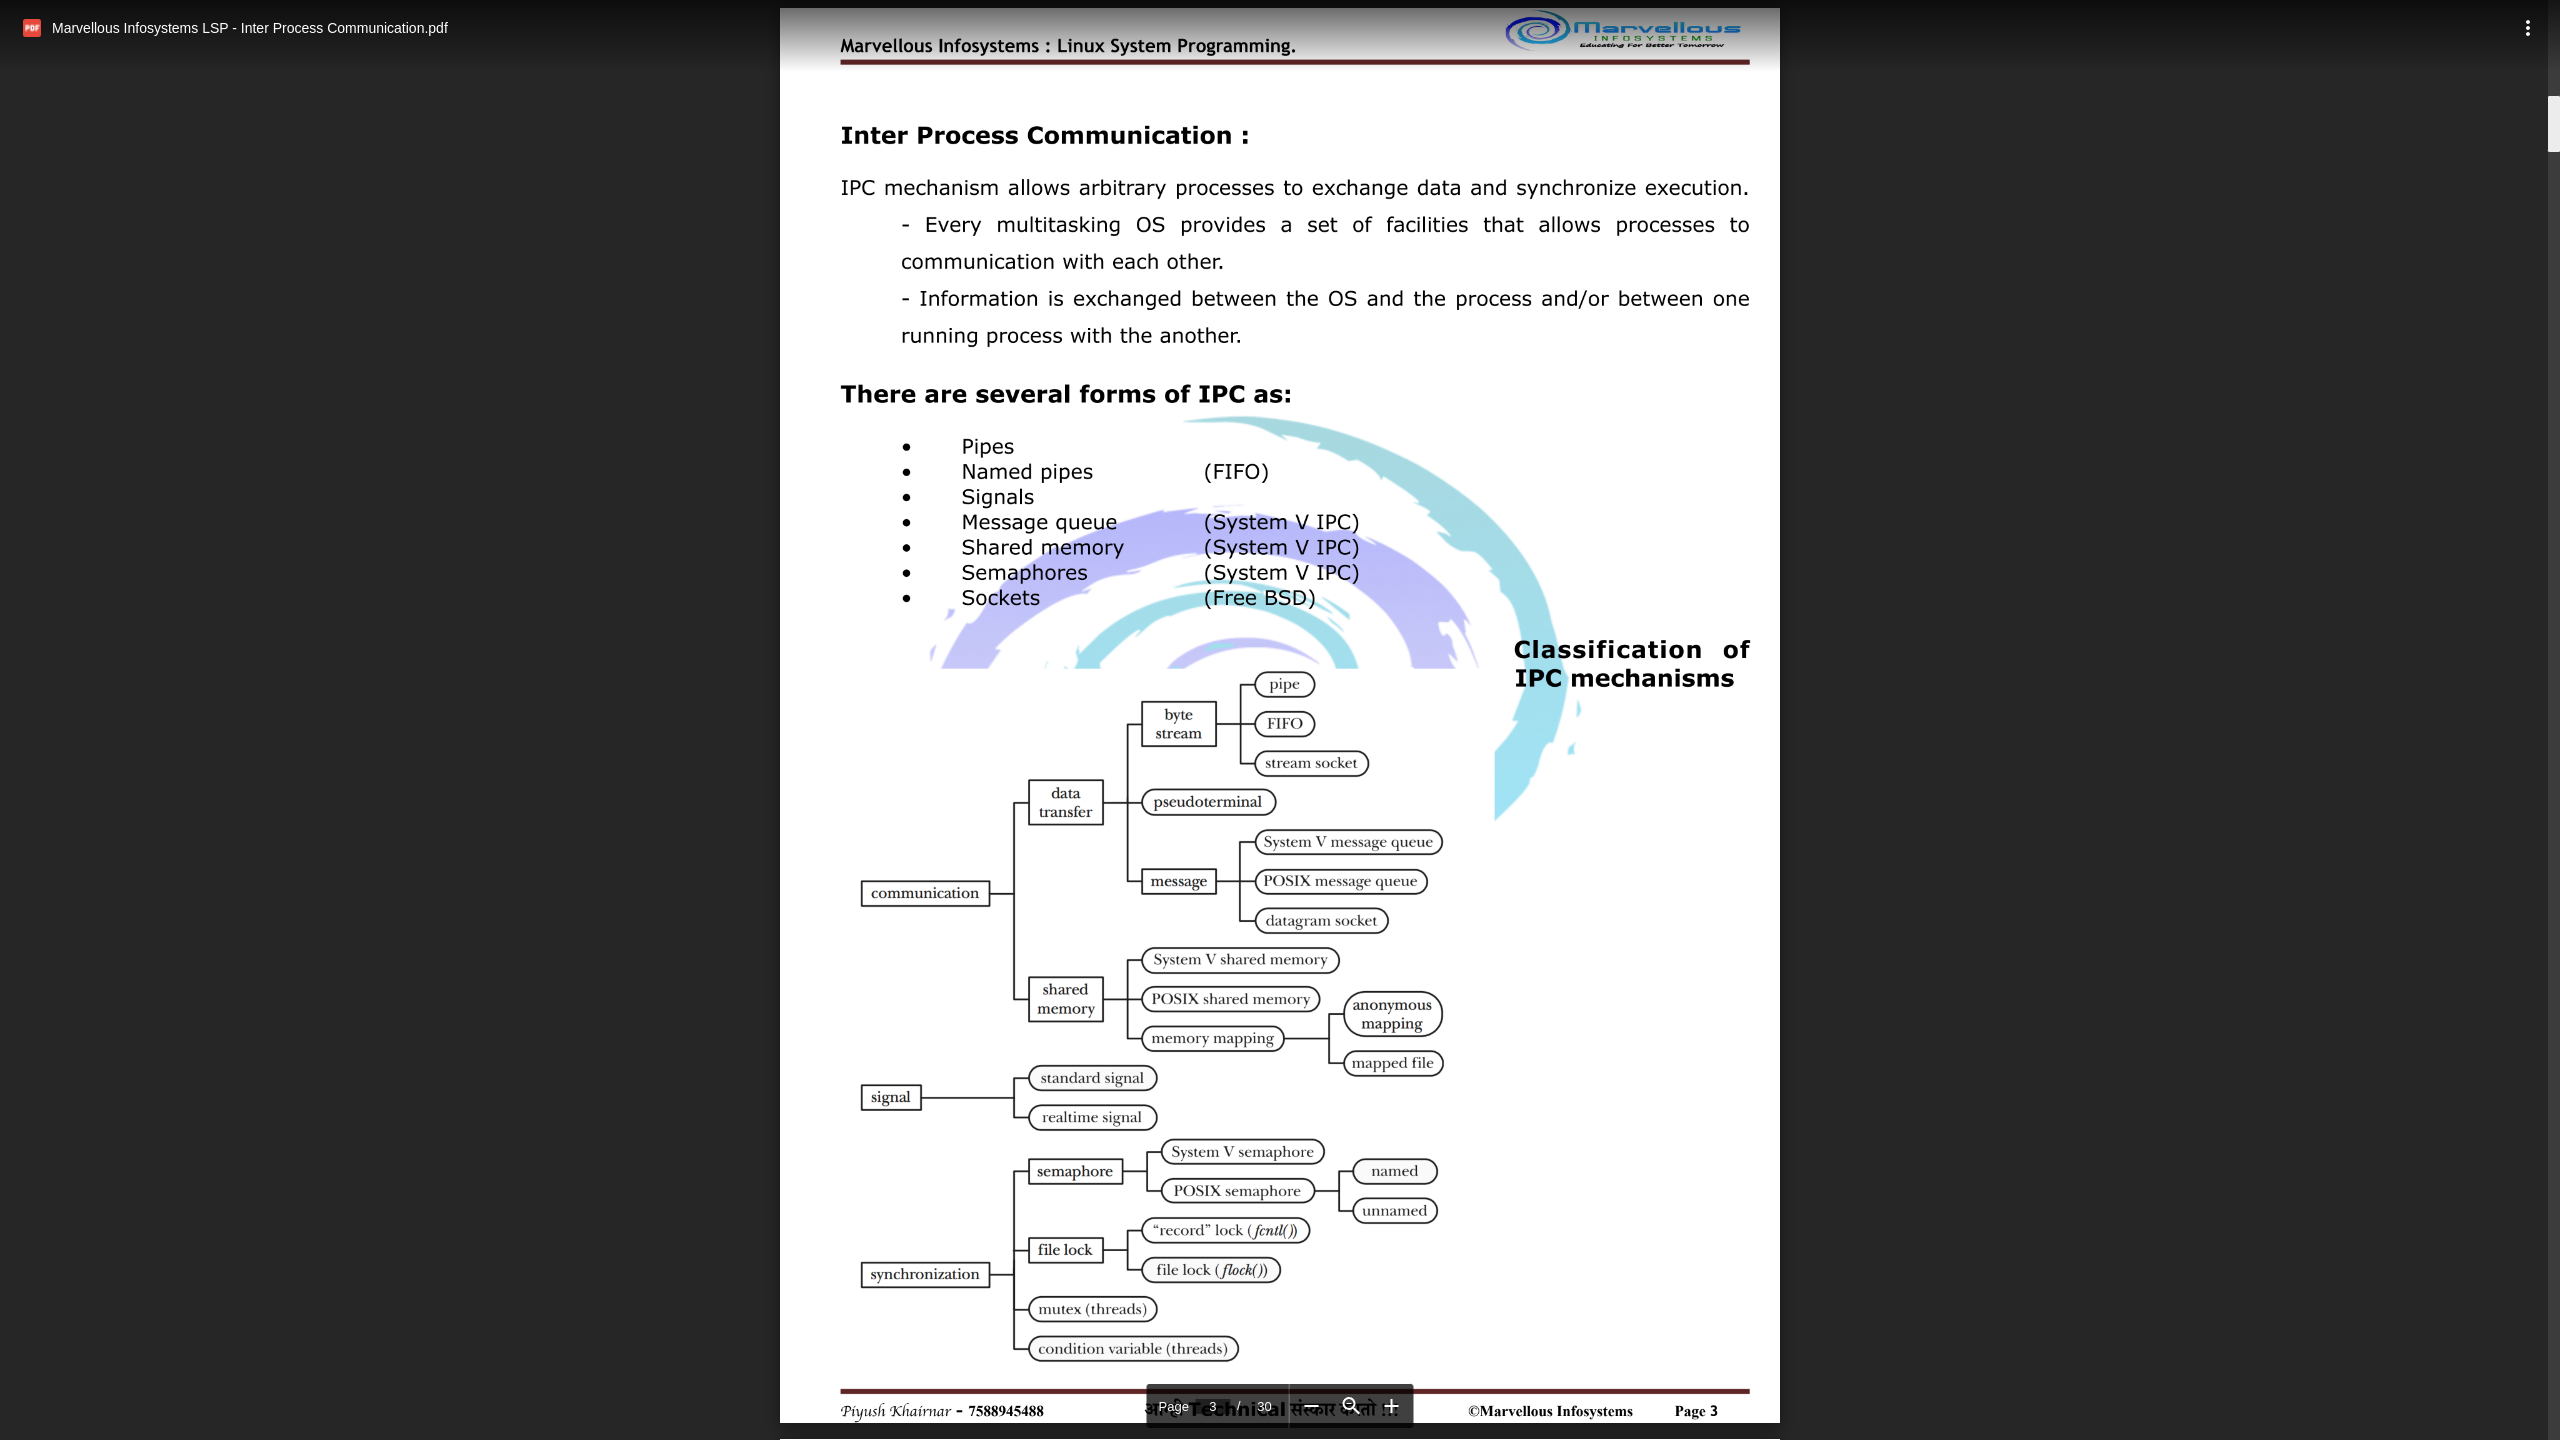 Marvellous Infosystems LSP - Inter Process Communication.pdf
Marvellous Infosystems : Linux System Programming.
Marvellous
INFOSYSTEMS
Educating For Better Tomorrow
Inter Process Communication :
IPC mechanism allows arbitrary processes to exchange data and synchronize execution.
- Every multitasking OS provides a set of facilities that allows processes to
communication with each other.
- Information is exchanged between the OS and the process and/or between one
running process with the another.
There are several forms of IPC as:
• Pipes
• Named pipes (FIFO)
• Signals
• Message queue (System V IPC)
• Shared memory (System V IPC)
• Semaphores (System V IPC)
• Sockets (Free BSD)
Classification of
IPC mechanisms
pipe
byte
stream
FIFO
stream socket
data
transfer
pseudoterminal
System V message queue
message
POSIX message queue
datagram socket
communication
System V shared memory
shared
memory
POSIX shared memory
anonymous
mapping
memory mapping
mapped file
standard signal
signal
realtime signal
System V semaphore
semaphore
named
POSIX semaphore
unnamed
“record” lock (fcntl())
file lock
file lock (flock())
synchronization
mutex (threads)
condition variable (threads)
Page 3 / 30
Piyush Khairnar - 7588945488 Technical संस्कार !!! ©Marvellous Infosystems Page 3